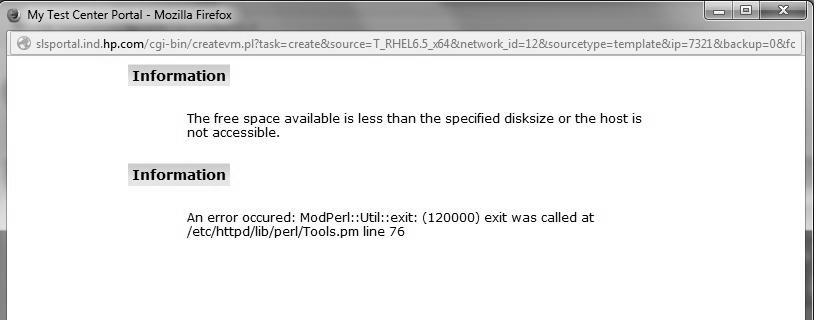 My Test Center Portal - Mozilla Firefox
slsportal.ind.hp.com/cgi-bin/createvm.pl?task=create&source=T_RHEL6.5_x64&network_id=12&sourcetype=template&ip=7321&backup=0&fc
Information
The free space available is less than the specified disksize or the host is
not accessible.
Information
An error occured: ModPerl::Util::exit: (120000) exit was called at
/etc/httpd/lib/perl/Tools.pm line 76